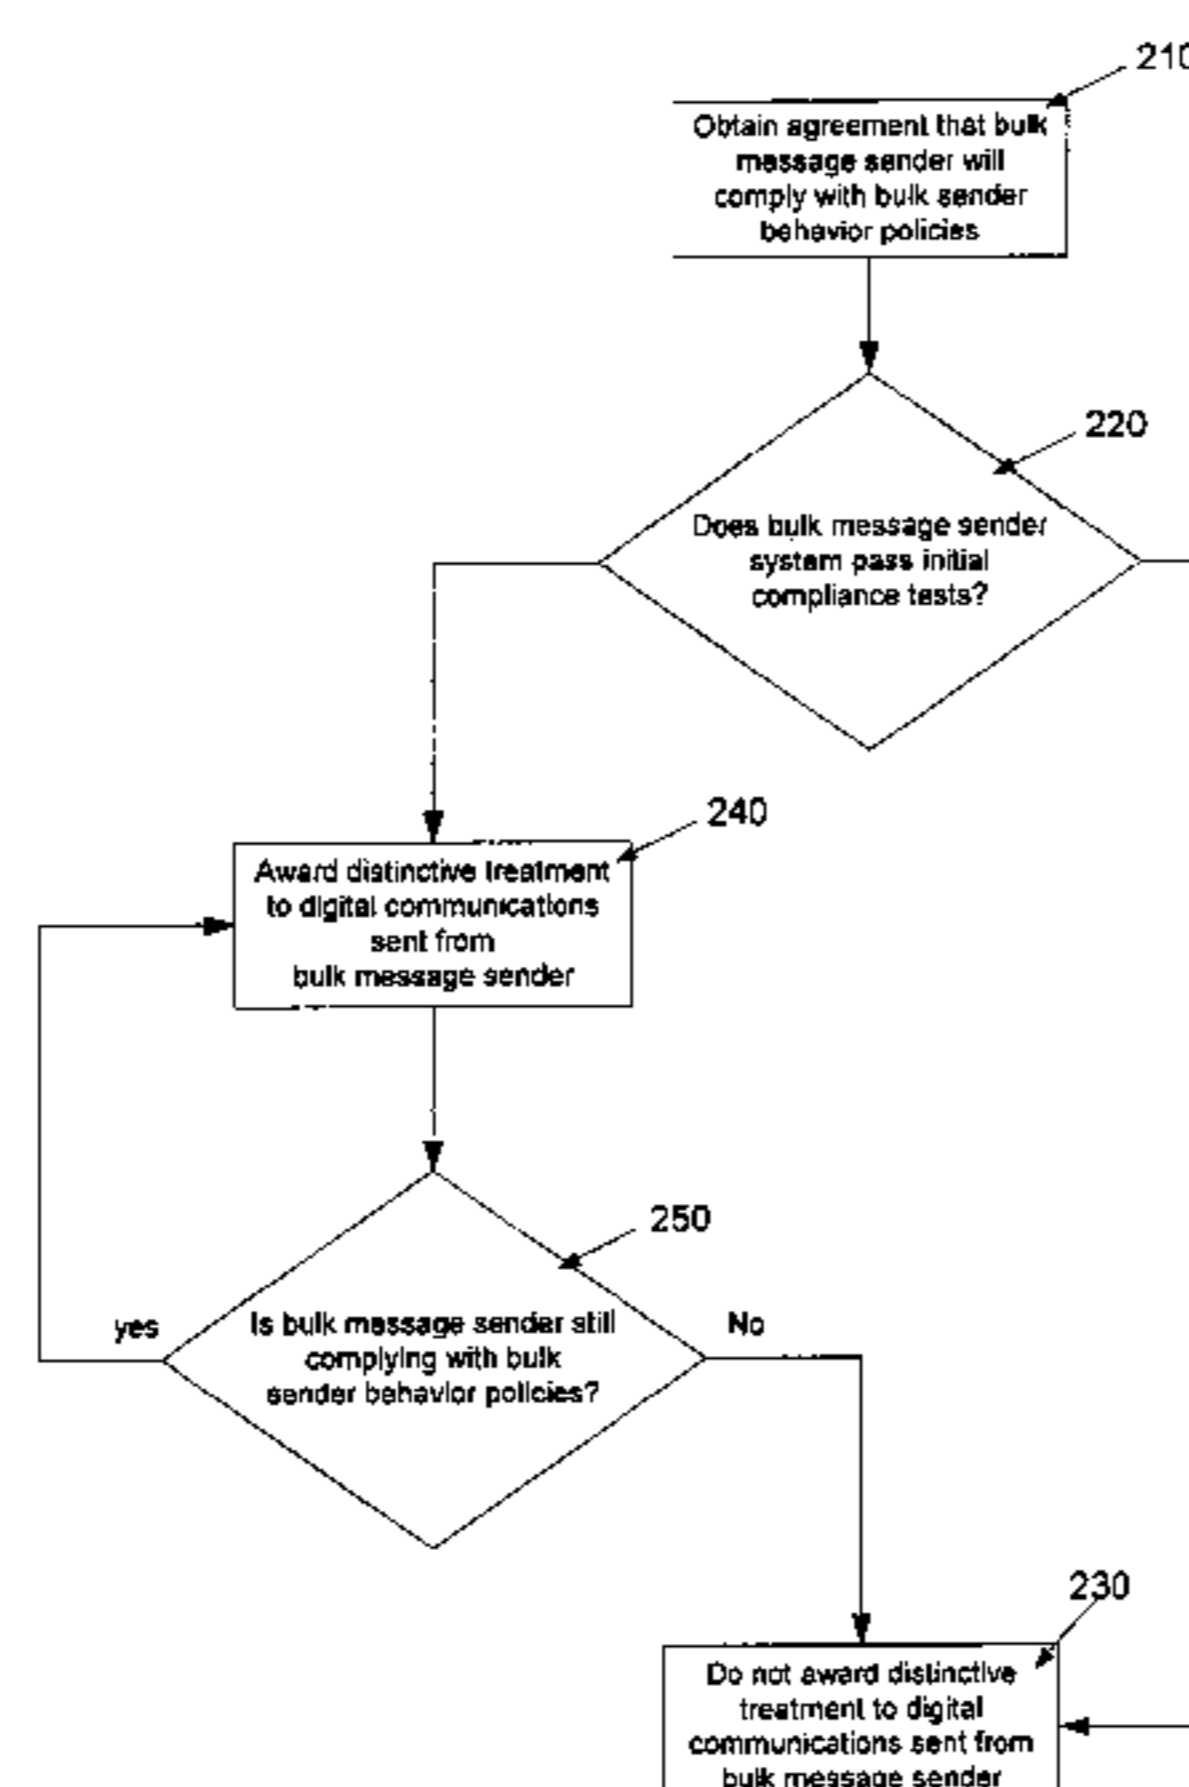 210
Obtain agreement that bulk
message sender will
comply with bulk sender
behavior policies
220
Does bulk message sender
system pass initial
compliance tests?
240
Award distinctive treatment
to digital communications
sent from
bulk message sender
250
yes
Is bulk message sender still
complying with bulk
sender behavior policies?
No
230
Do not award distinctive
treatment to digital
communications sent from
bulk message sender